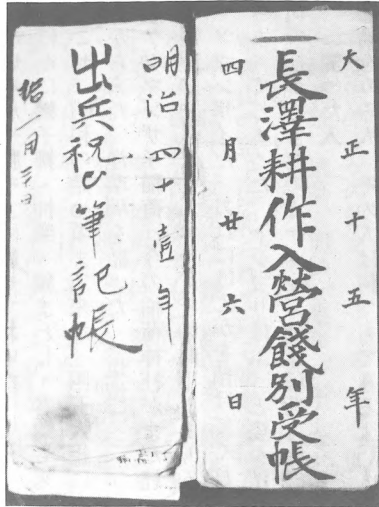 大正十五年
長澤耕作入營餞別受帳
四月廿六日
明治四十壹年
出兵祝ひ筆記帳
一月三日